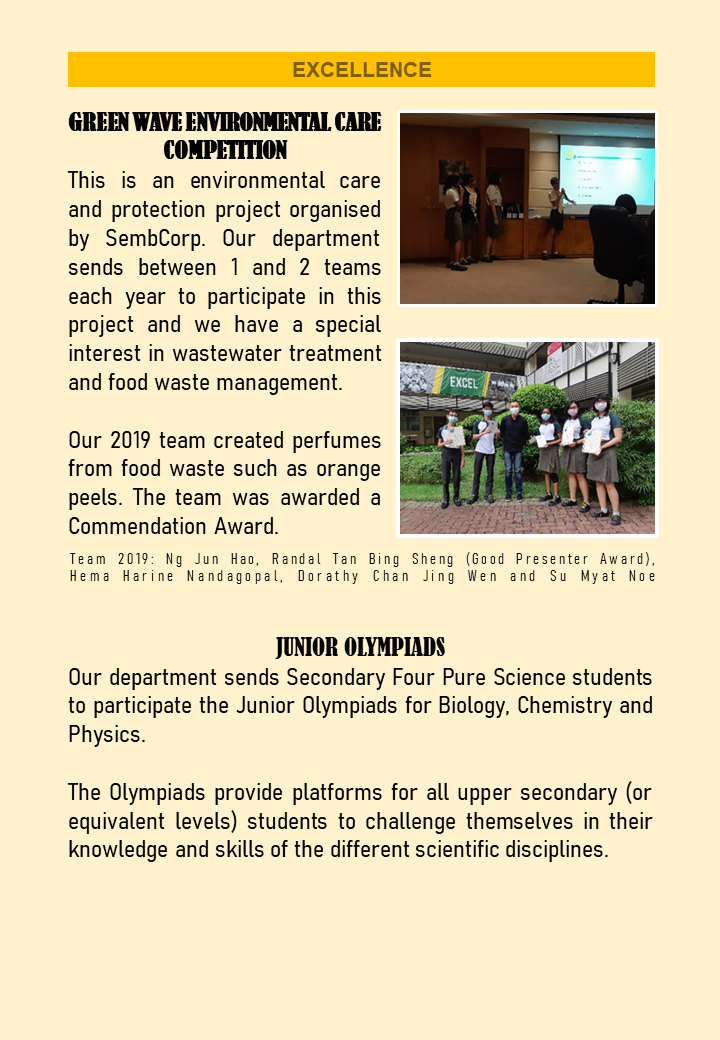 EXCELLENCE
GREEN WAVE ENVIRONMENTAL CARE
COMPETITION
This is an environmental care
and protection project organised
by SembCorp. Our department
sends between 1 and 2 teams
each year to participate in this
project and we have a special
interest in wastewater treatment
and food waste management.
Our 2019 team created perfumes
from food waste such as orange
peels. The team was awarded a
Commendation Award.
EXCEL
Team 2019: Ng Jun Hao, Randal Tan Bing Sheng (Good Presenter Award),
Hema Harine Nandagopal, Dorathy Chan Jing Wen and Su Myat Noe
JUNIOR OLYMPIADS
Our department sends Secondary Four Pure Science students
to participate the Junior Olympiads for Biology, Chemistry and
Physics.
The Olympiads provide platforms for all upper secondary (or
equivalent levels) students to challenge themselves in their
knowledge and skills of the different scientific disciplines.